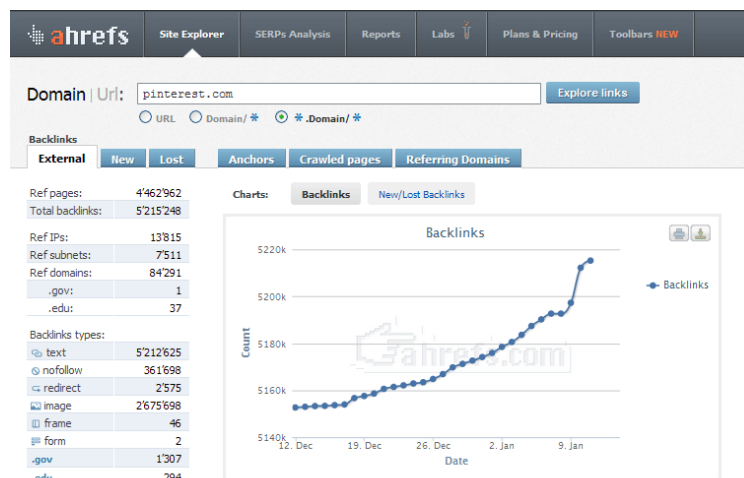 ahrefs
Site Explorer
SERPs Analysis
Reports
Labs
Plans & Pricing
Toolbars NEW
Domain | Url:
pinterest.com
Explore links
URL
Domain/ *
* .Domain/ *
Backlinks
External
New
Lost
Anchors
Crawled pages
Referring Domains
Ref pages: 4'462'962
Total backlinks: 5'215'248
Ref IPs: 13'815
Ref subnets: 7'511
Ref domains: 84'291
.gov: 1
.edu: 37
Backlinks types:
text 5'212'625
nofollow 361'698
redirect 2'575
image 2'675'698
frame 46
form 2
.gov 1'307
.edu 294
Charts:
Backlinks
New/Lost Backlinks
Backlinks
5220k
5200k
5180k
5160k
5140k
Count
ahrefs.com
12. Dec
19. Dec
26. Dec
2. Jan
9. Jan
Date
Backlinks